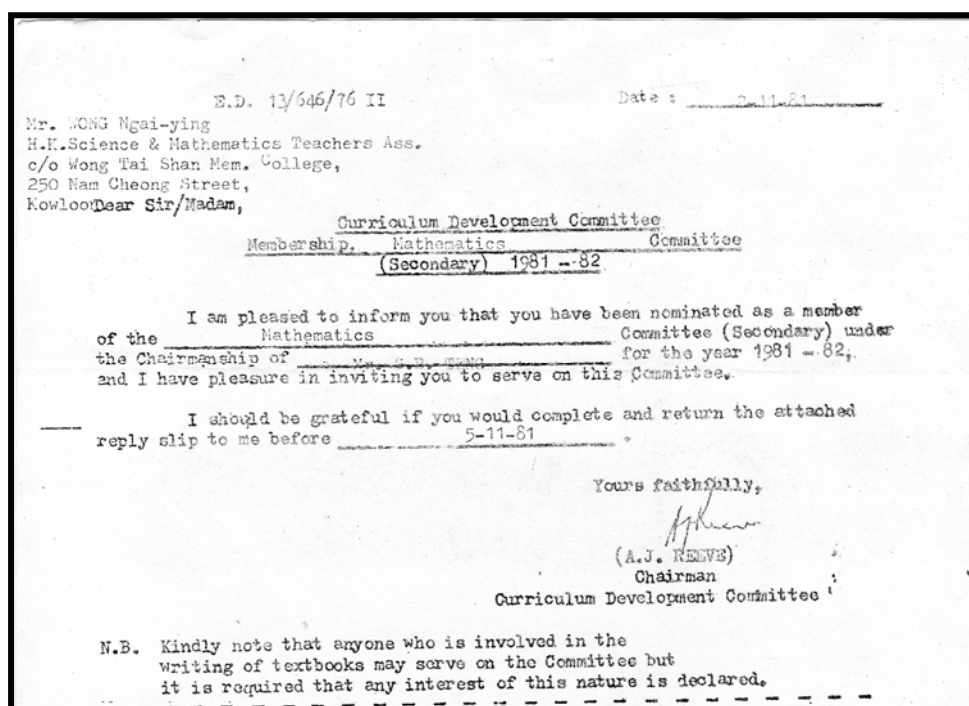 E.D. 13/646/76 II Date : 2-11-81
Mr. WONG Ngai-ying
H.K.Science & Mathematics Teachers Ass.
c/o Wong Tai Shan Mem. College,
250 Nam Cheong Street,
Kowloon Dear Sir/Madam,
Curriculum Development Committee
Membership, Mathematics Committee
(Secondary) 1981 - 82
I am pleased to inform you that you have been nominated as a member
of the Mathematics Committee (Secondary) under
the Chairmanship of for the year 1981 - 82,
and I have pleasure in inviting you to serve on this Committee.
I should be grateful if you would complete and return the attached
reply slip to me before 5-11-81 .
Yours faithfully,
(A.J. REEVE)
Chairman
Curriculum Development Committee
N.B. Kindly note that anyone who is involved in the
writing of textbooks may serve on the Committee but
it is required that any interest of this nature is declared.